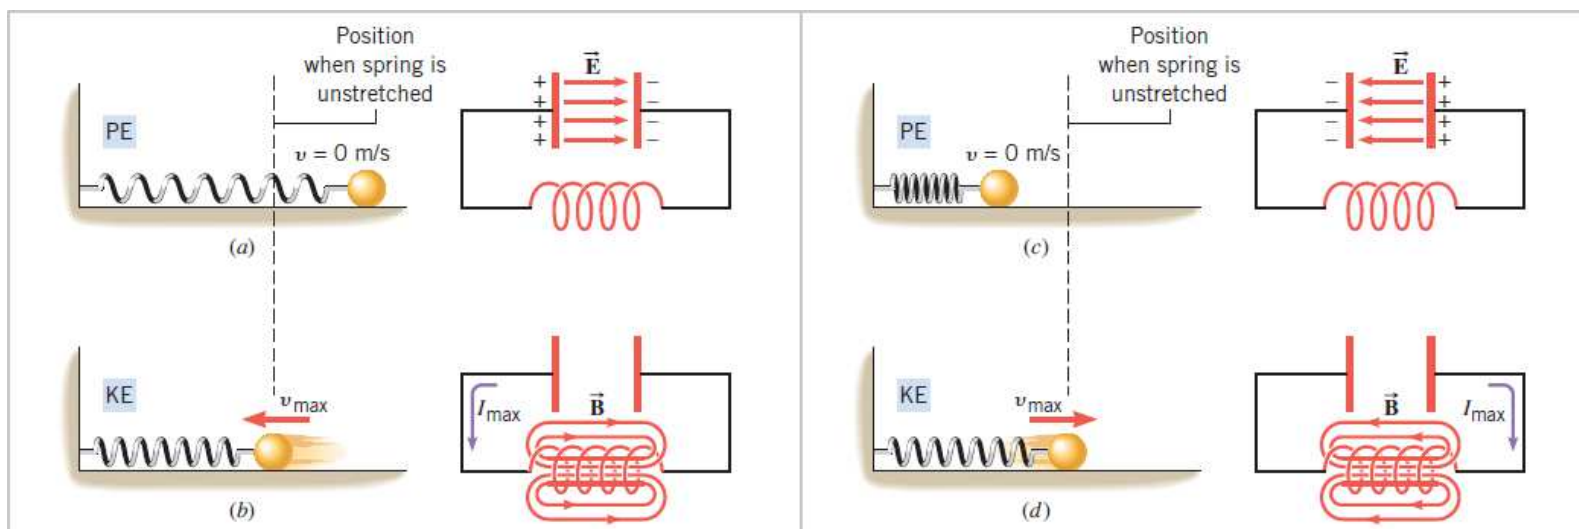 Position
when spring is
unstretched
PE
v = 0 m/s
E
+ + + +
− − − −
(a)
KE
v max
I max
B
(b)
Position
when spring is
unstretched
PE
v = 0 m/s
E
− − − −
+ + + +
(c)
KE
v max
B
I max
(d)